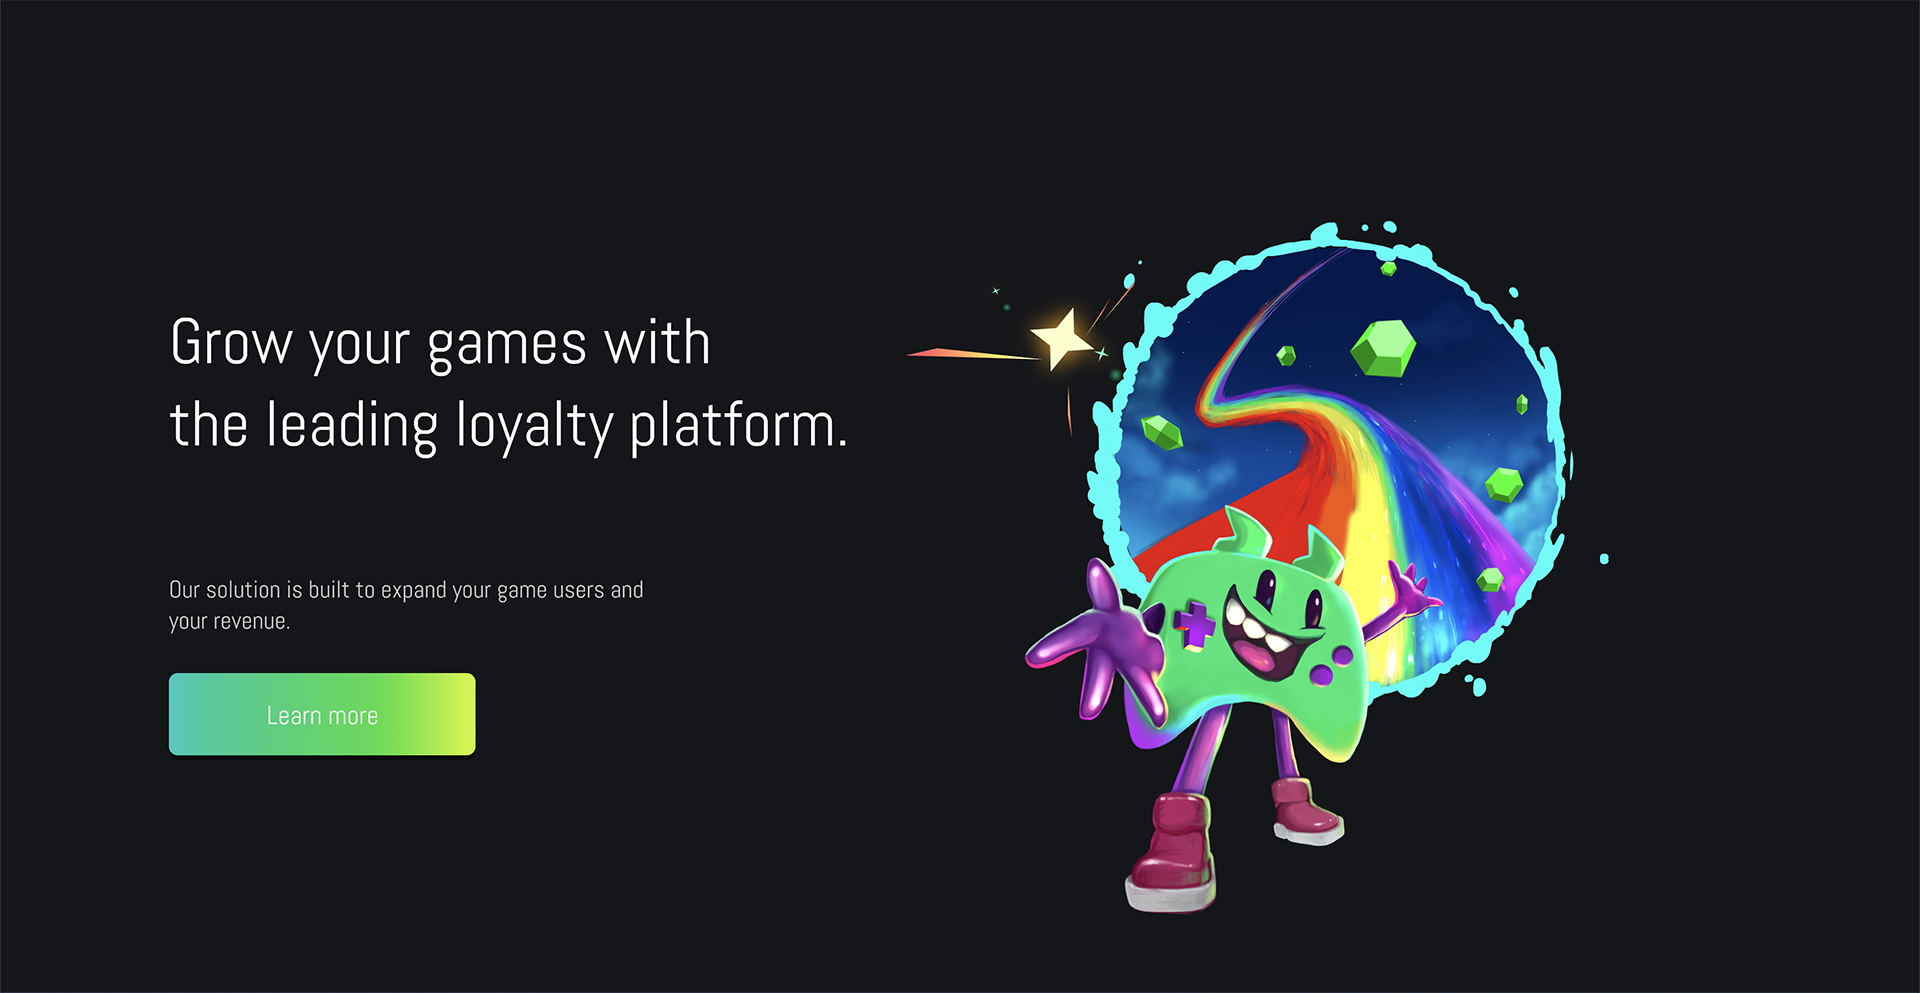 Grow your games with
the leading loyalty platform.
Our solution is built to expand your game users and
your revenue.
Learn more